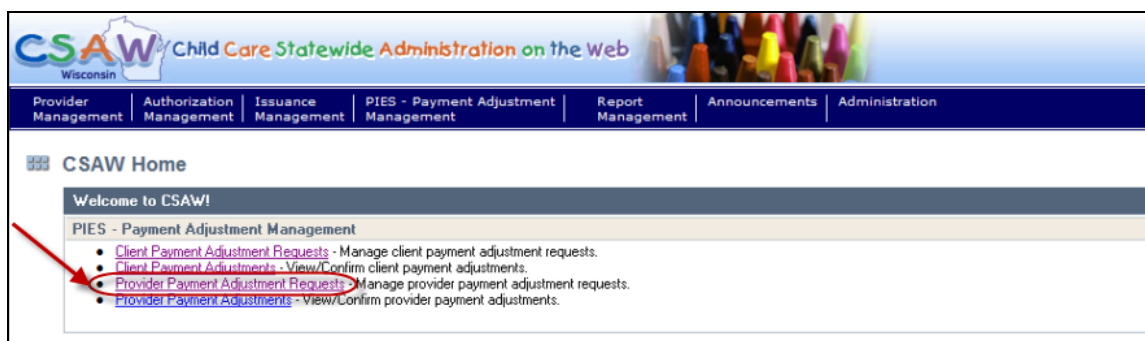 CSAW Child Care Statewide Administration on the Web
Wisconsin
Provider Management
Authorization Management
Issuance Management
PIES - Payment Adjustment Management
Report Management
Announcements
Administration
CSAW Home
Welcome to CSAW!
PIES - Payment Adjustment Management
Client Payment Adjustment Requests - Manage client payment adjustment requests.
Client Payment Adjustments - View/Confirm client payment adjustments.
Provider Payment Adjustment Requests - Manage provider payment adjustment requests.
Provider Payment Adjustments - View/Confirm provider payment adjustments.